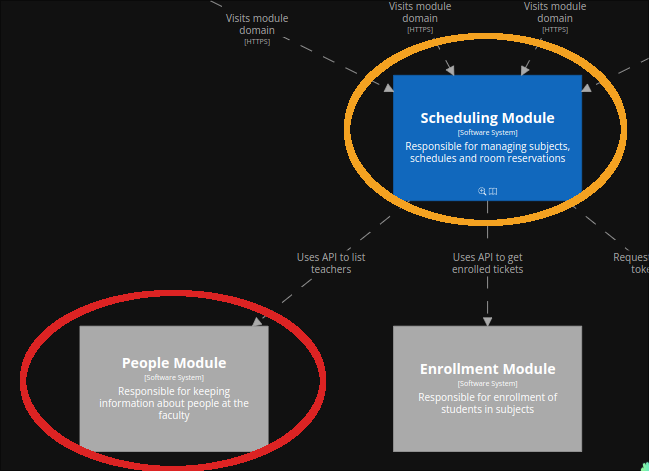 Visits module
domain
[HTTPS]
Visits module
domain
[HTTPS]
Visits module
domain
[HTTPS]
Scheduling Module
[Software System]
Responsible for managing subjects,
schedules and room reservations
Uses API to list
teachers
Uses API to get
enrolled tickets
Request
toke
People Module
[Software System]
Responsible for keeping
information about people at the
faculty
Enrollment Module
[Software System]
Responsible for enrollment of
students in subjects